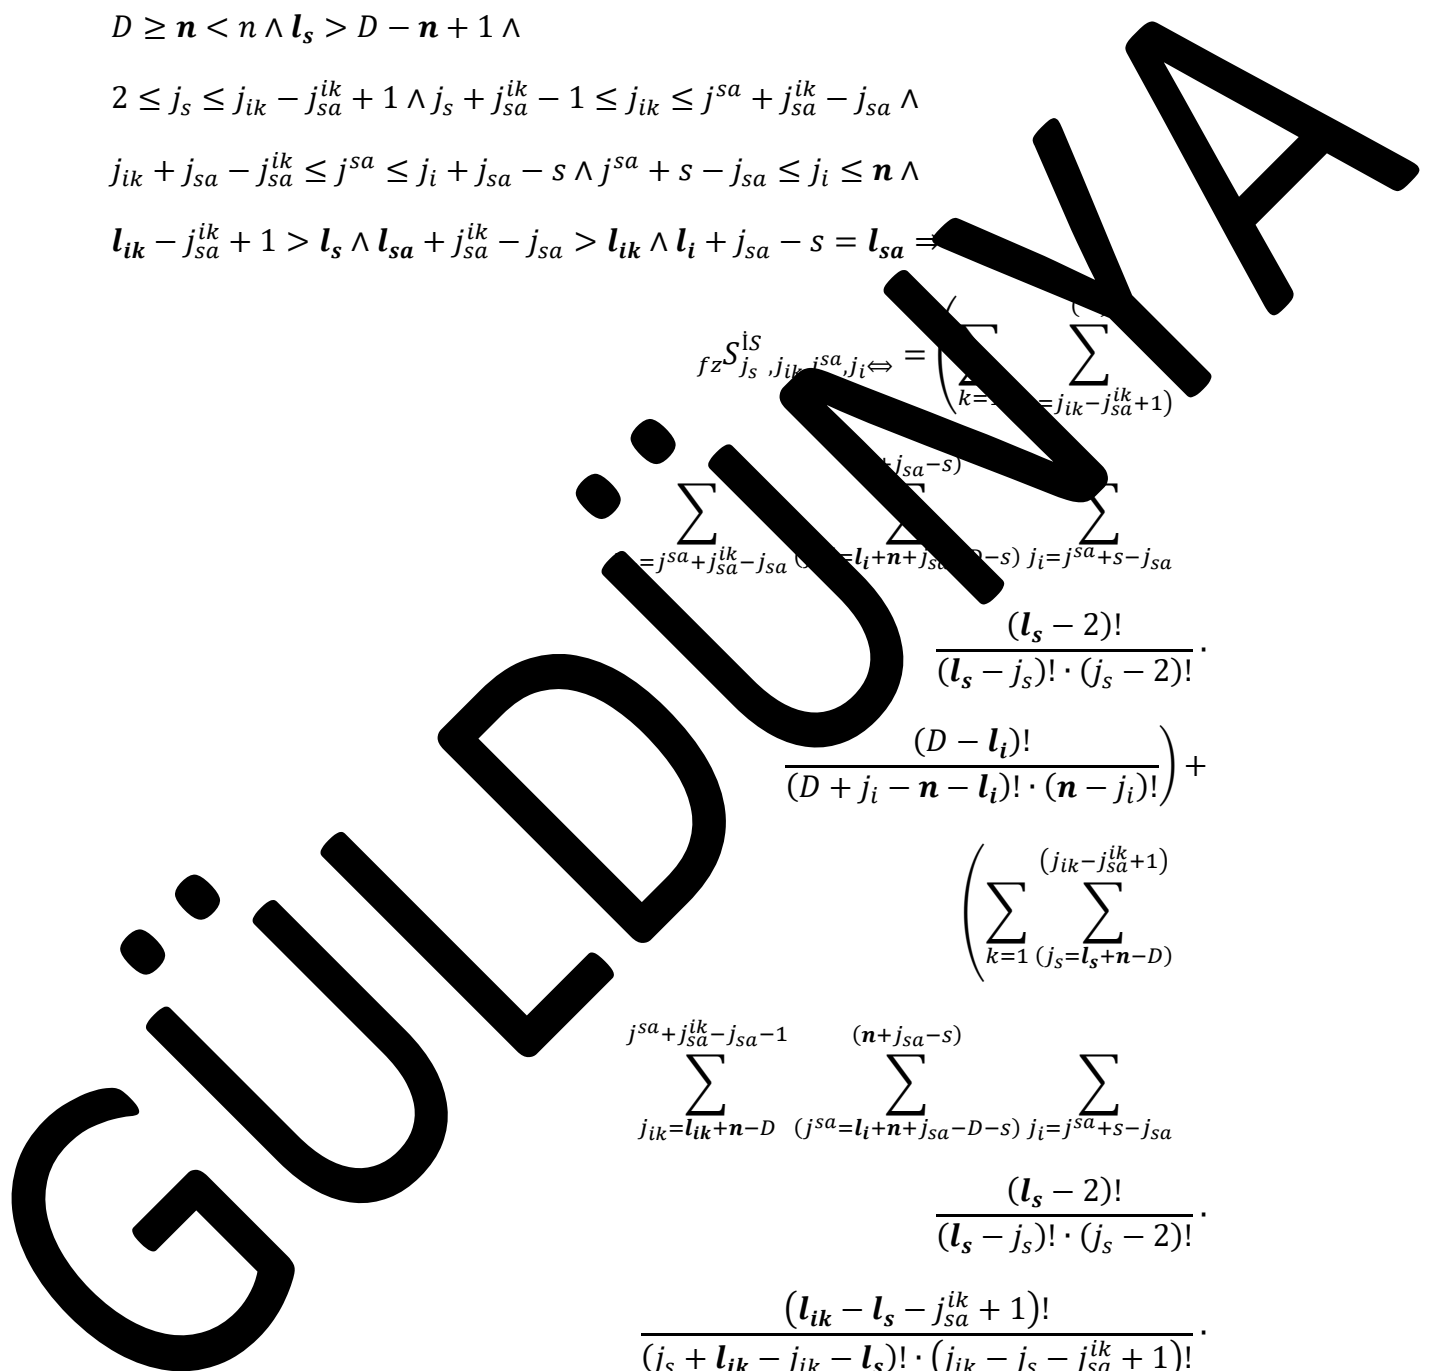 D ≥ 𝒏 < n ∧ 𝒍ₛ > D − 𝒏 + 1 ∧
2 ≤ j_s ≤ j_{ik} − j_{sa}^{ik} + 1 ∧ j_s + j_{sa}^{ik} − 1 ≤ j_{ik} ≤ j^{sa} + j_{sa}^{ik} − j_{sa} ∧
j_{ik} + j_{sa} − j_{sa}^{ik} ≤ j^{sa} ≤ j_i + j_{sa} − s ∧ j^{sa} + s − j_{sa} ≤ j_i ≤ 𝒏 ∧
𝒍_{ik} − j_{sa}^{ik} + 1 > 𝒍_s ∧ 𝒍_{sa} + j_{sa}^{ik} − j_{sa} > 𝒍_{ik} ∧ 𝒍_i + j_{sa} − s = 𝒍_{sa} ⇒
_{fz}S_{j_s,j_{ik},j^{sa},j_i⇔}^{İS} = ( ∑_{k=} ∑_{=j_{ik}−j_{sa}^{ik}+1)}
∑_{=j^{sa}+j_{sa}^{ik}−j_{sa}} ∑_{=𝒍_i+𝒏+j_{sa}−s)}^{+j_{sa}−s)} ∑_{j_i=j^{sa}+s−j_{sa}}
(𝒍_s − 2)! / ((𝒍_s − j_s)! · (j_s − 2)!) ·
(D − 𝒍_i)! / ((D + j_i − 𝒏 − 𝒍_i)! · (𝒏 − j_i)!) ) +
( ∑_{k=1} ∑_{(j_s=𝒍_s+𝒏−D)}^{(j_{ik}−j_{sa}^{ik}+1)}
∑_{j_{ik}=𝒍_{ik}+𝒏−D}^{j^{sa}+j_{sa}^{ik}−j_{sa}−1} ∑_{(j^{sa}=𝒍_i+𝒏+j_{sa}−D−s)}^{(𝒏+j_{sa}−s)} ∑_{j_i=j^{sa}+s−j_{sa}}
(𝒍_s − 2)! / ((𝒍_s − j_s)! · (j_s − 2)!) ·
(𝒍_{ik} − 𝒍_s − j_{sa}^{ik} + 1)! / ((j_s + 𝒍_{ik} − j_{ik} − 𝒍_s)! · (j_{ik} − j_s − j_{sa}^{ik} + 1)!) ·
GÜLDÜNYA